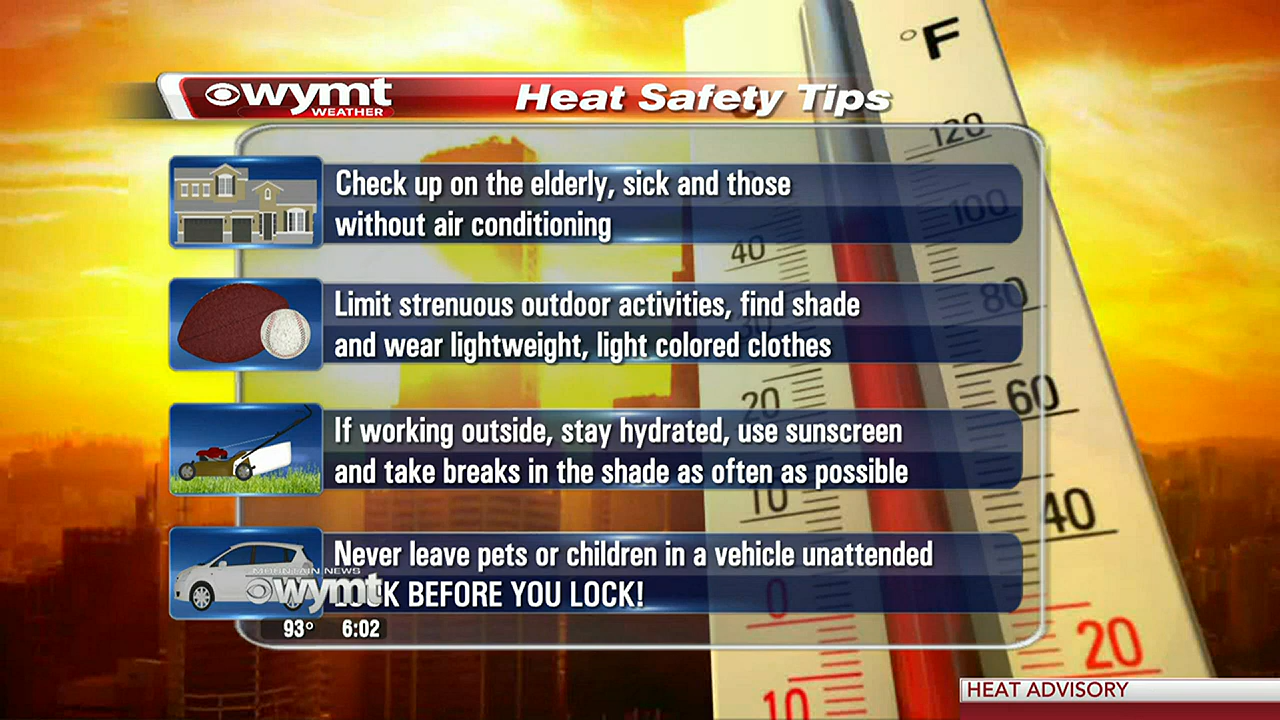 wymt
WEATHER
Heat Safety Tips
Check up on the elderly, sick and those
without air conditioning
Limit strenuous outdoor activities, find shade
and wear lightweight, light colored clothes
If working outside, stay hydrated, use sunscreen
and take breaks in the shade as often as possible
Never leave pets or children in a vehicle unattended
LOOK BEFORE YOU LOCK!
MOUNTAIN NEWS
wymt
93° 6:02
HEAT ADVISORY
°F
120
100
80
60
40
20
40
30
20
10
0
10